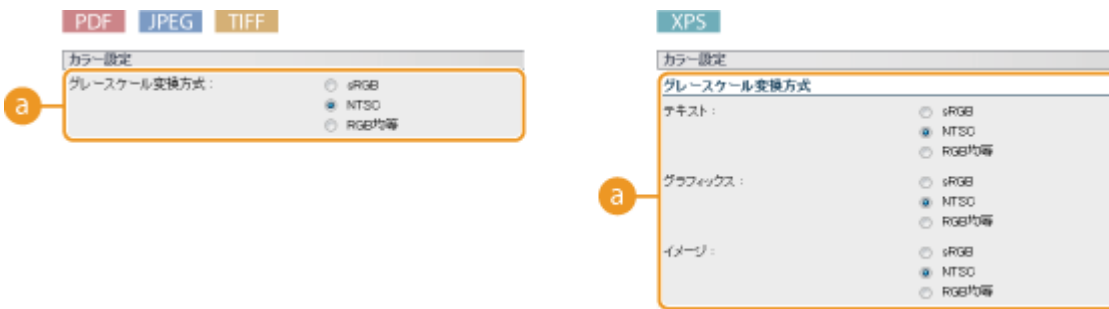 PDF JPEG TIFF
カラー設定
a
グレースケール変換方式：
sRGB
NTSC
RGB均等
XPS
カラー設定
a
グレースケール変換方式
テキスト：
sRGB
NTSC
RGB均等
グラフィックス：
sRGB
NTSC
RGB均等
イメージ：
sRGB
NTSC
RGB均等